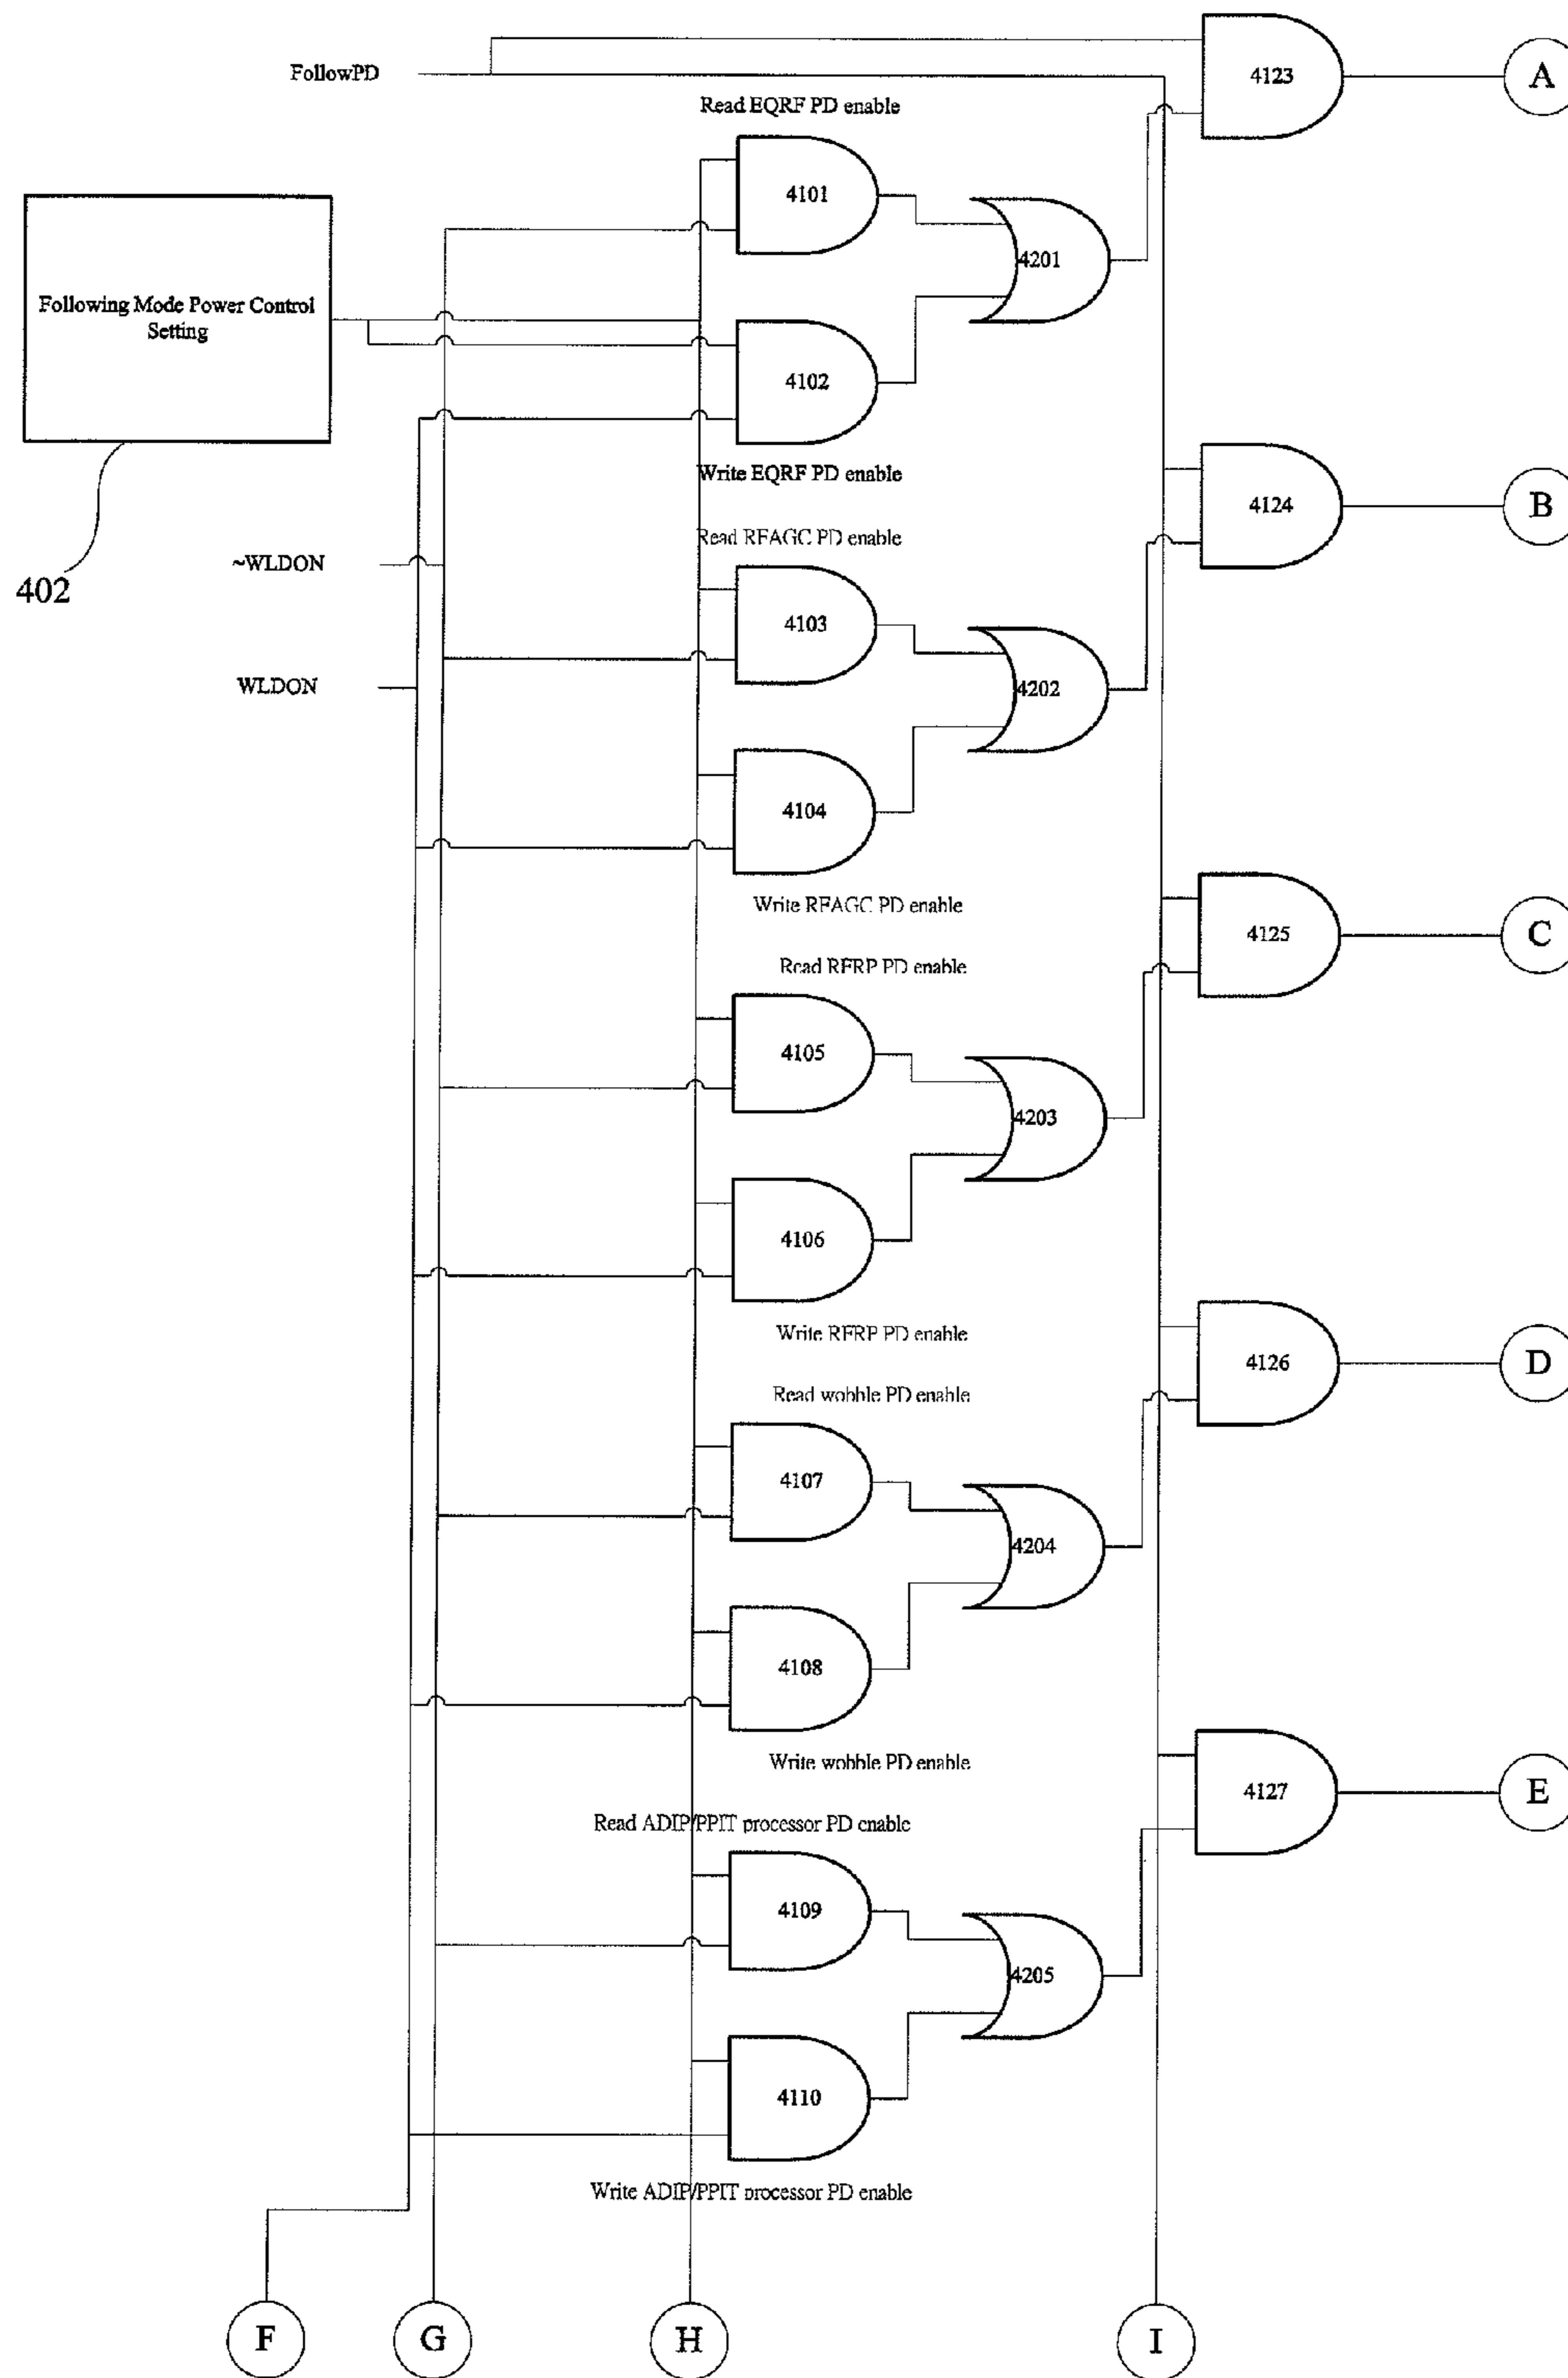 FollowPD
4123
A
Read EQRF PD enable
4101
4201
Following Mode Power Control
Setting
4102
Write EQRF PD enable
4124
B
Read RFAGC PD enable
~WLDON
402
4103
WLDON
4202
4104
Write RFAGC PD enable
4125
C
Read RFRP PD enable
4105
4203
4106
Write RFRP PD enable
4126
D
Read wobble PD enable
4107
4204
4108
Write wobble PD enable
4127
E
Read ADIP/PPIT processor PD enable
4109
4205
4110
Write ADIP/PPIT processor PD enable
F
G
H
I